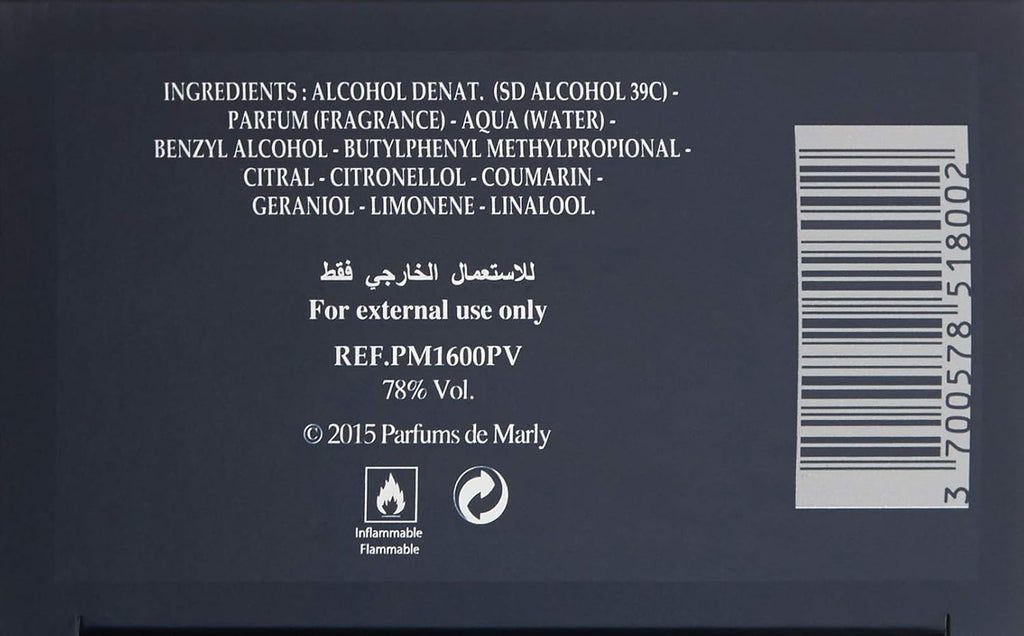 INGREDIENTS : ALCOHOL DENAT. (SD ALCOHOL 39C) -
PARFUM (FRAGRANCE) - AQUA (WATER) -
BENZYL ALCOHOL - BUTYLPHENYL METHYLPROPIONAL -
CITRAL - CITRONELLOL - COUMARIN -
GERANIOL - LIMONENE - LINALOOL.
للاستعمال الخارجي فقط
For external use only
REF.PM1600PV
78% Vol.
© 2015 Parfums de Marly
Inflammable
Flammable
3 700578 518002